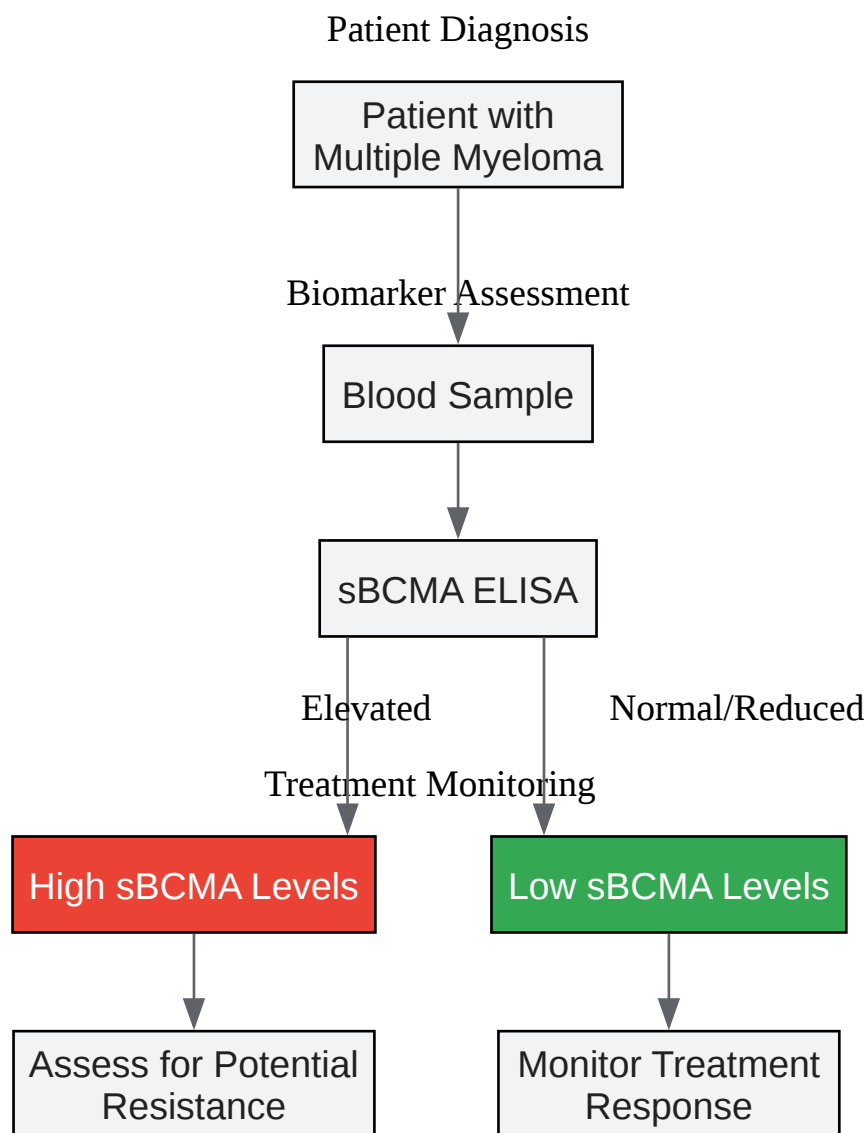 Patient Diagnosis
Patient with
Multiple Myeloma
Biomarker Assessment
Blood Sample
sBCMA ELISA
Elevated
Normal/Reduced
Treatment Monitoring
High sBCMA Levels
Low sBCMA Levels
Assess for Potential
Resistance
Monitor Treatment
Response